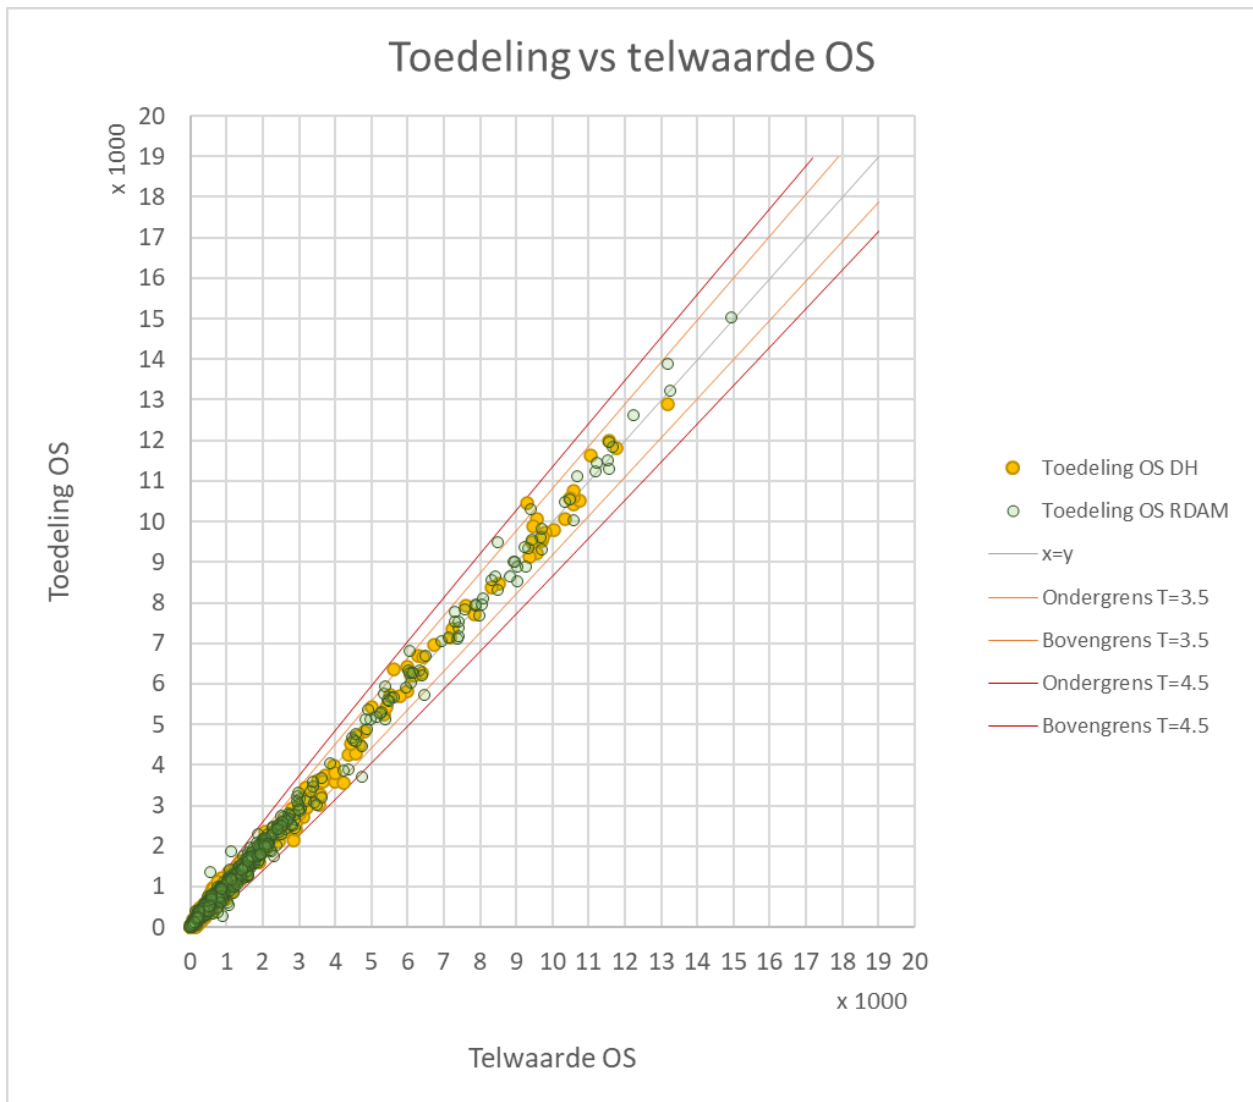 Toedeling vs telwaarde OS
x 1000
20
19
18
17
16
15
14
13
12
11
10
9
8
7
6
5
4
3
2
1
0
Toedeling OS
0 1 2 3 4 5 6 7 8 9 10 11 12 13 14 15 16 17 18 19 20
x 1000
Telwaarde OS
Toedeling OS DH
Toedeling OS RDAM
x=y
Ondergrens T=3.5
Bovengrens T=3.5
Ondergrens T=4.5
Bovengrens T=4.5